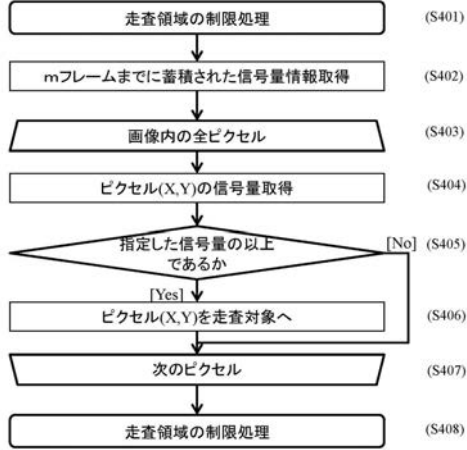 走査領域の制限処理 (S401)
mフレームまでに蓄積された信号量情報取得 (S402)
画像内の全ピクセル (S403)
ピクセル(X,Y)の信号量取得 (S404)
指定した信号量の以上
であるか
[No] (S405)
[Yes]
ピクセル(X,Y)を走査対象へ (S406)
次のピクセル (S407)
走査領域の制限処理 (S408)